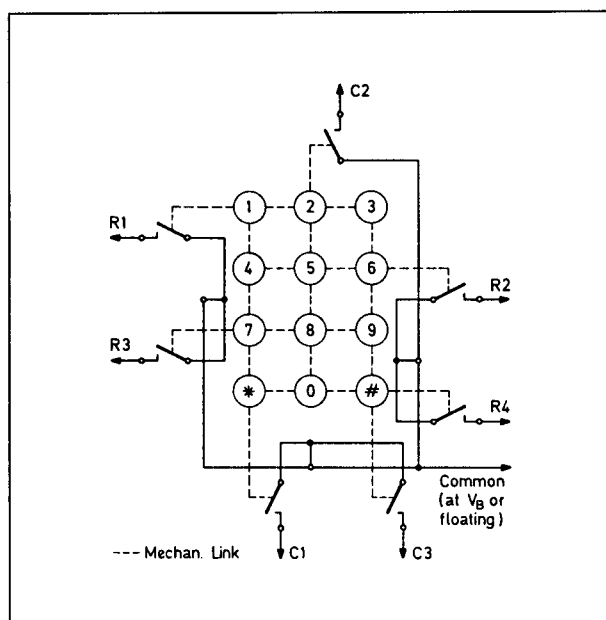 C2
R1
1 2 3
4 5 6
R2
R3
7 8 9
* 0 #
R4
Common
(at VB or
floating)
--- Mechan. Link
C1
C3